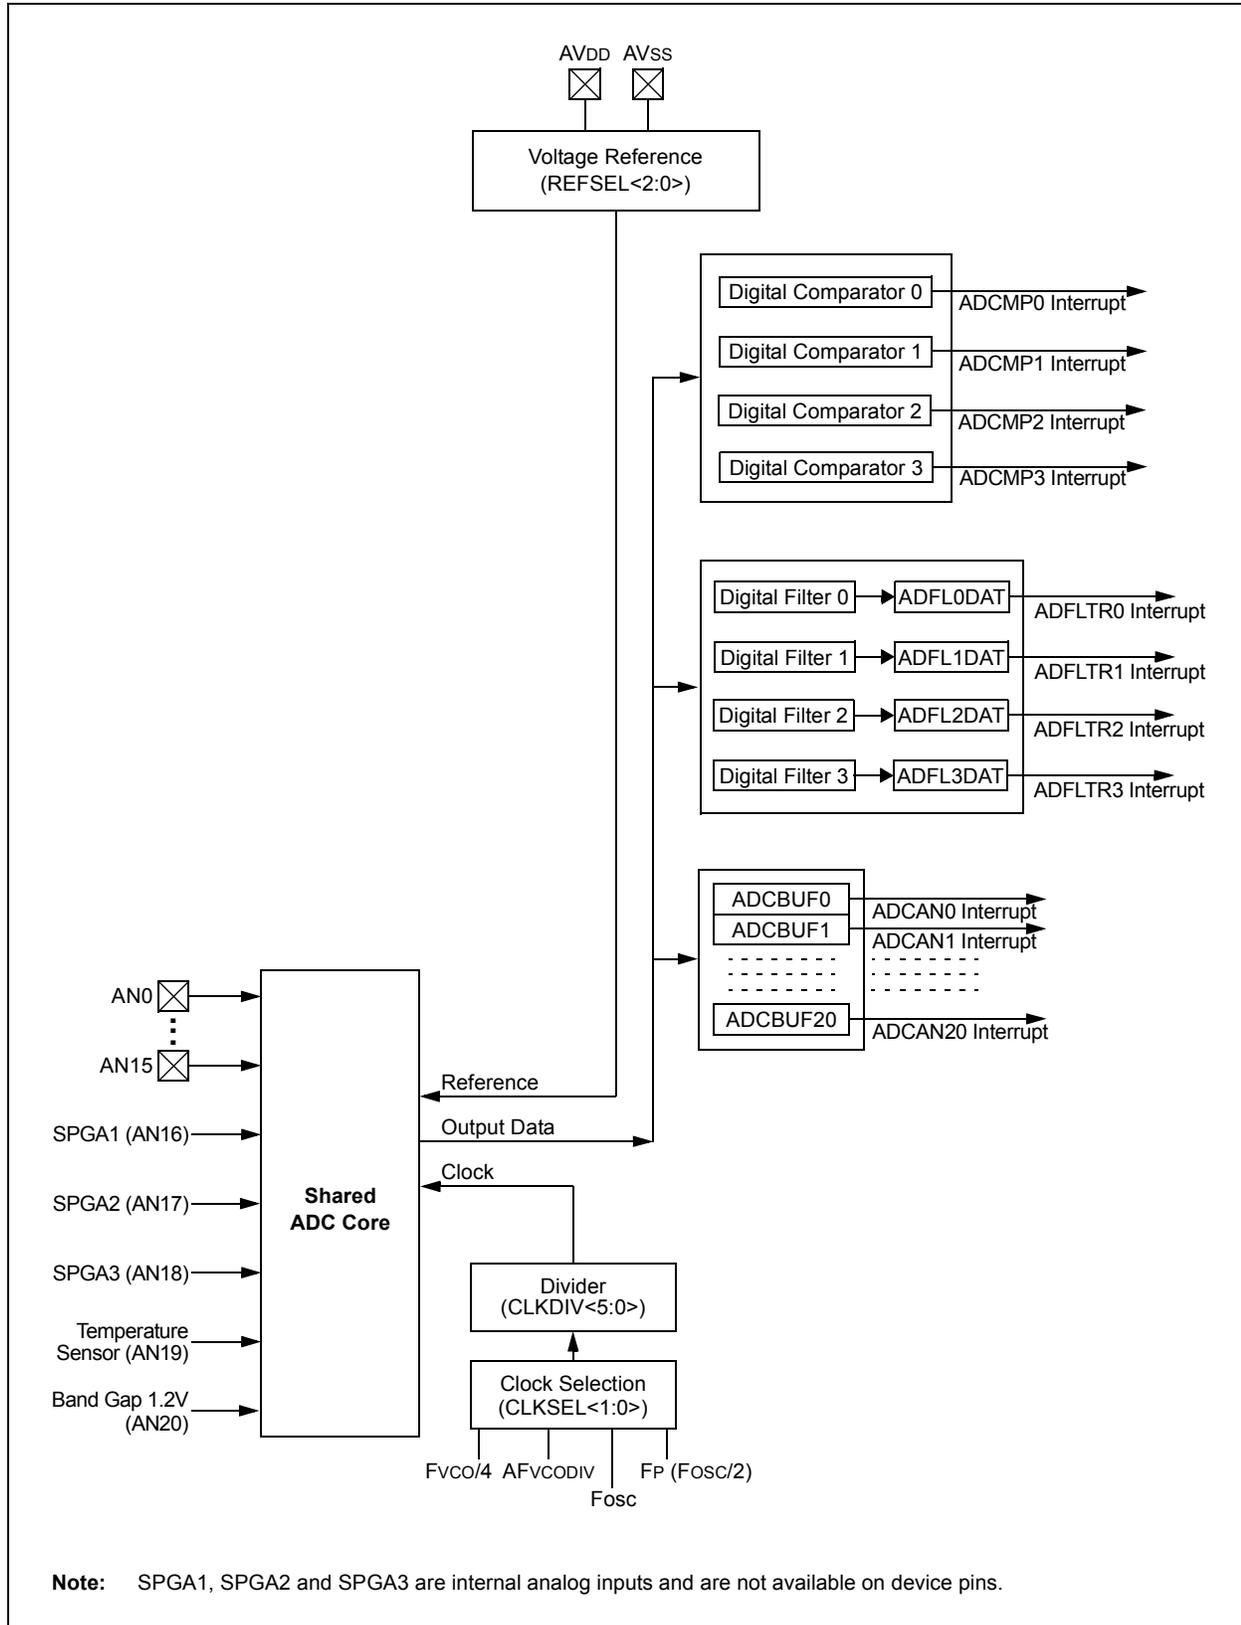 AVDD AVSS
Voltage Reference
(REFSEL<2:0>)
Digital Comparator 0
ADCMP0 Interrupt
Digital Comparator 1
ADCMP1 Interrupt
Digital Comparator 2
ADCMP2 Interrupt
Digital Comparator 3
ADCMP3 Interrupt
Digital Filter 0
ADFL0DAT
ADFLTR0 Interrupt
Digital Filter 1
ADFL1DAT
ADFLTR1 Interrupt
Digital Filter 2
ADFL2DAT
ADFLTR2 Interrupt
Digital Filter 3
ADFL3DAT
ADFLTR3 Interrupt
ADCBUF0
ADCAN0 Interrupt
ADCBUF1
ADCAN1 Interrupt
ADCBUF20
ADCAN20 Interrupt
AN0
AN15
SPGA1 (AN16)
SPGA2 (AN17)
SPGA3 (AN18)
Temperature
Sensor (AN19)
Band Gap 1.2V
(AN20)
Shared
ADC Core
Reference
Output Data
Clock
Divider
(CLKDIV<5:0>)
Clock Selection
(CLKSEL<1:0>)
FVCO/4 AFVCODIV
Fosc
FP (FOSC/2)
Note: SPGA1, SPGA2 and SPGA3 are internal analog inputs and are not available on device pins.